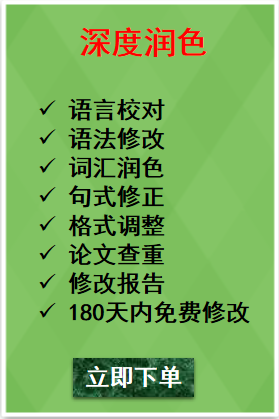 深度润色
✓ 语言校对
✓ 语法修改
✓ 词汇润色
✓ 句式修正
✓ 格式调整
✓ 论文查重
✓ 修改报告
✓ 180天内免费修改
立即下单